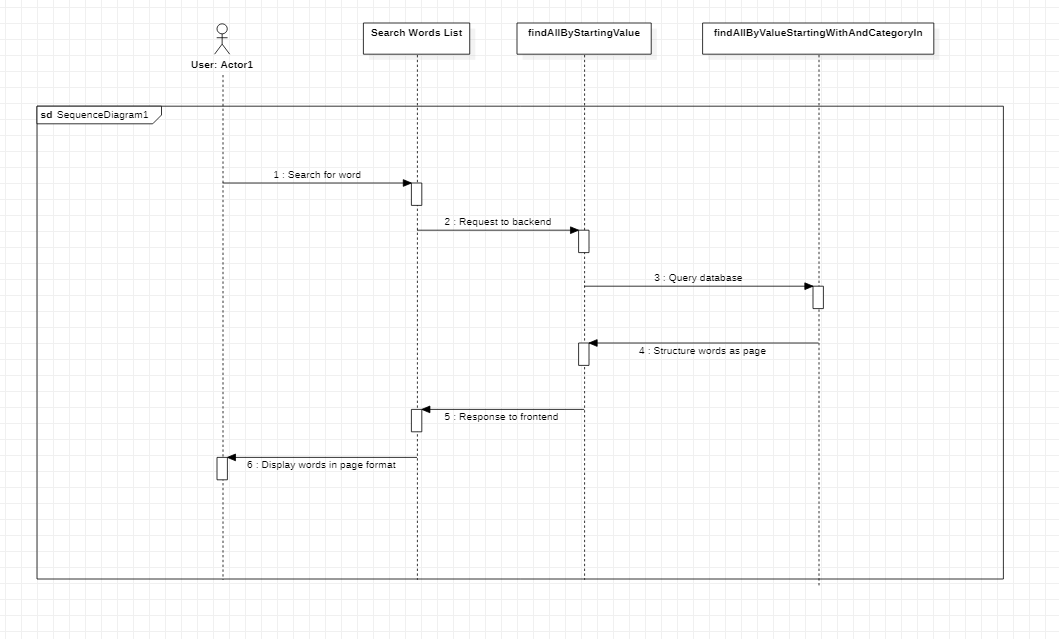 Search Words List
findAllByStartingValue
findAllByValueStartingWithAndCategoryIn
User: Actor1
sd SequenceDiagram1
1 : Search for word
2 : Request to backend
3 : Query database
4 : Structure words as page
5 : Response to frontend
6 : Display words in page format